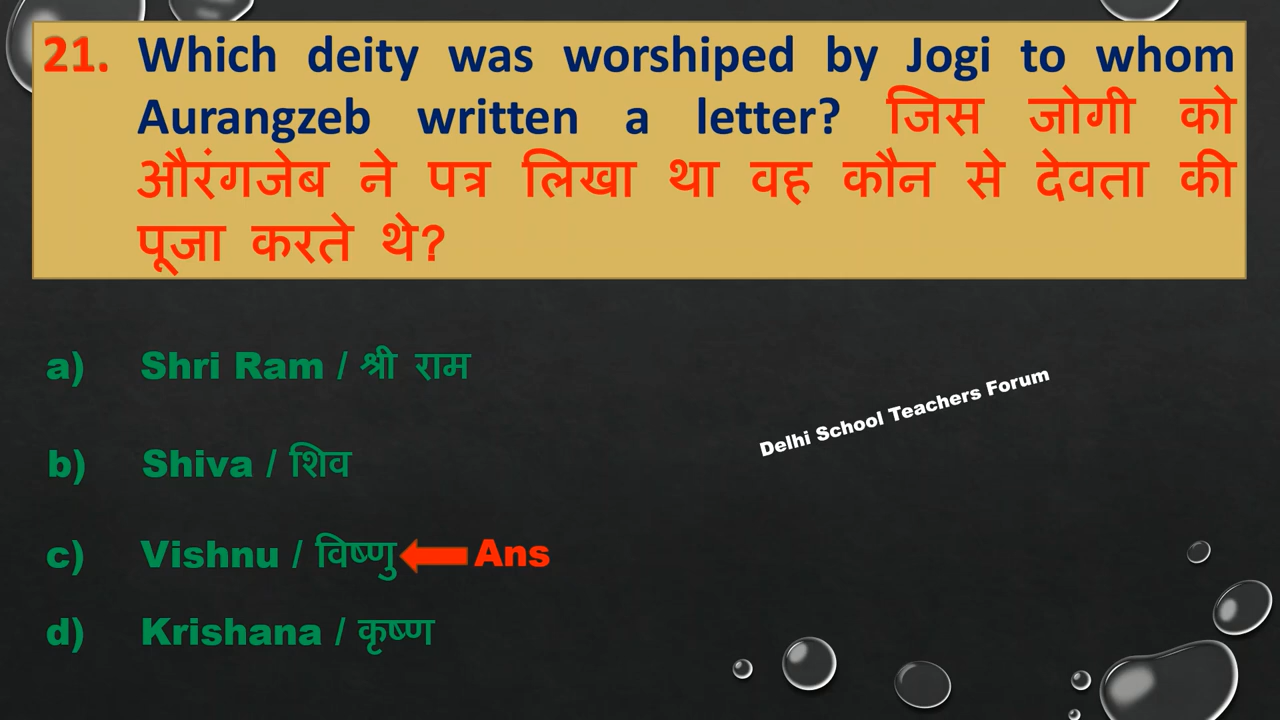 21. Which deity was worshiped by Jogi to whom
Aurangzeb written a letter? जिस जोगी को
औरंगजेब ने पत्र लिखा था वह कौन से देवता की
पूजा करते थे?
a) Shri Ram / श्री राम
Delhi School Teachers Forum
b) Shiva / शिव
c) Vishnu / विष्णु Ans
d) Krishana / कृष्ण